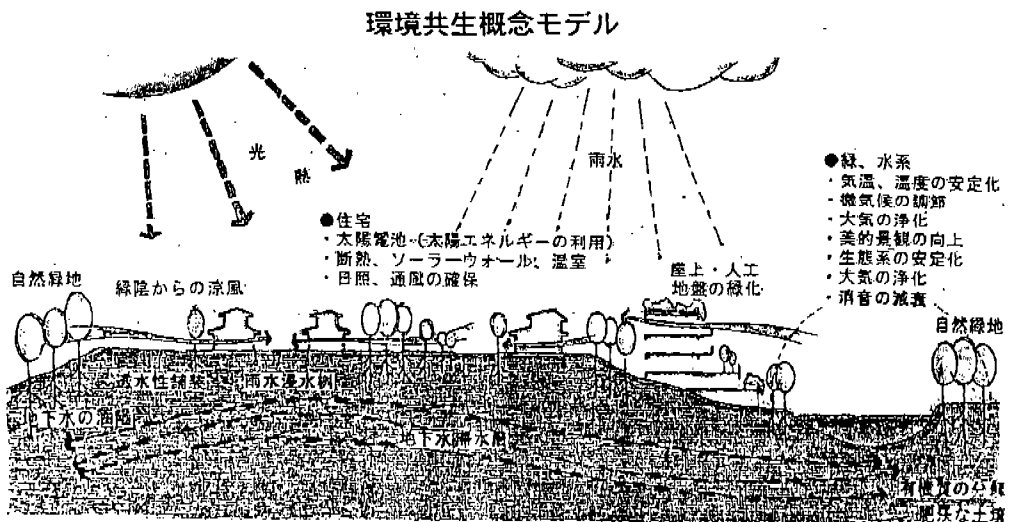 環境共生概念モデル
光
熱
雨水
●緑、水系
・気温、温度の安定化
・微気候の調節
・大気の浄化
・美的景観の向上
・生態系の安定化
・大気の浄化
・消音の減衰
●住宅
・太陽電池（太陽エネルギーの利用）
・断熱、ソーラーウォール、温室
・日照、通風の確保
屋上・人工
地盤の緑化
自然緑地
緑陰からの涼風
自然緑地
透水性舗装
雨水浸水桝
地下水の
地下水滞水層
有機質の分解
肥沃な土壌